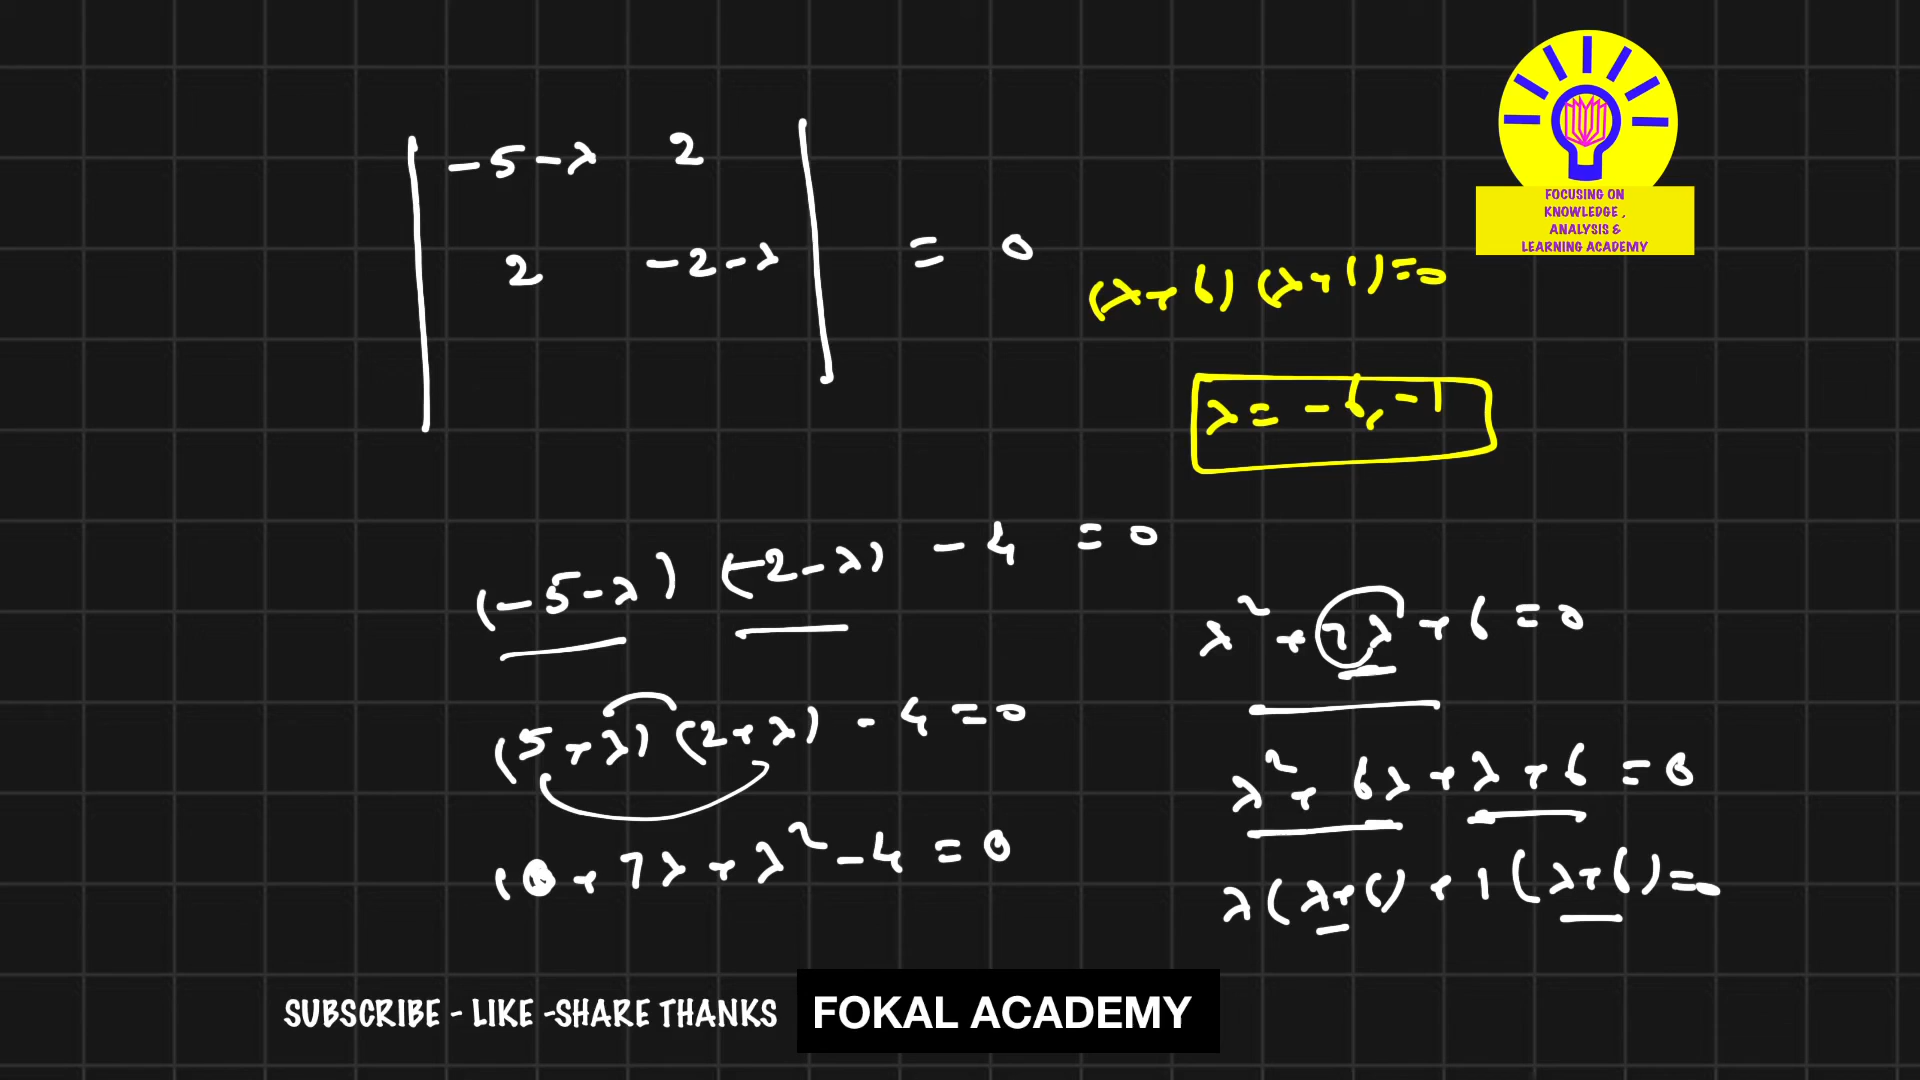 -5-λ 2
2 -2-λ = 0
(-5-λ) (-2-λ) - 4 = 0
(5+λ) (2+λ) - 4 = 0
10 + 7λ + λ² - 4 = 0
λ² + 7λ + 6 = 0
λ² + 6λ + λ + 6 = 0
λ(λ+6) + 1(λ+6) = 0
(λ+6) (λ+1) = 0
λ = -6, -1
FOCUSING ON
KNOWLEDGE ,
ANALYSIS &
LEARNING ACADEMY
SUBSCRIBE - LIKE -SHARE THANKS
FOKAL ACADEMY